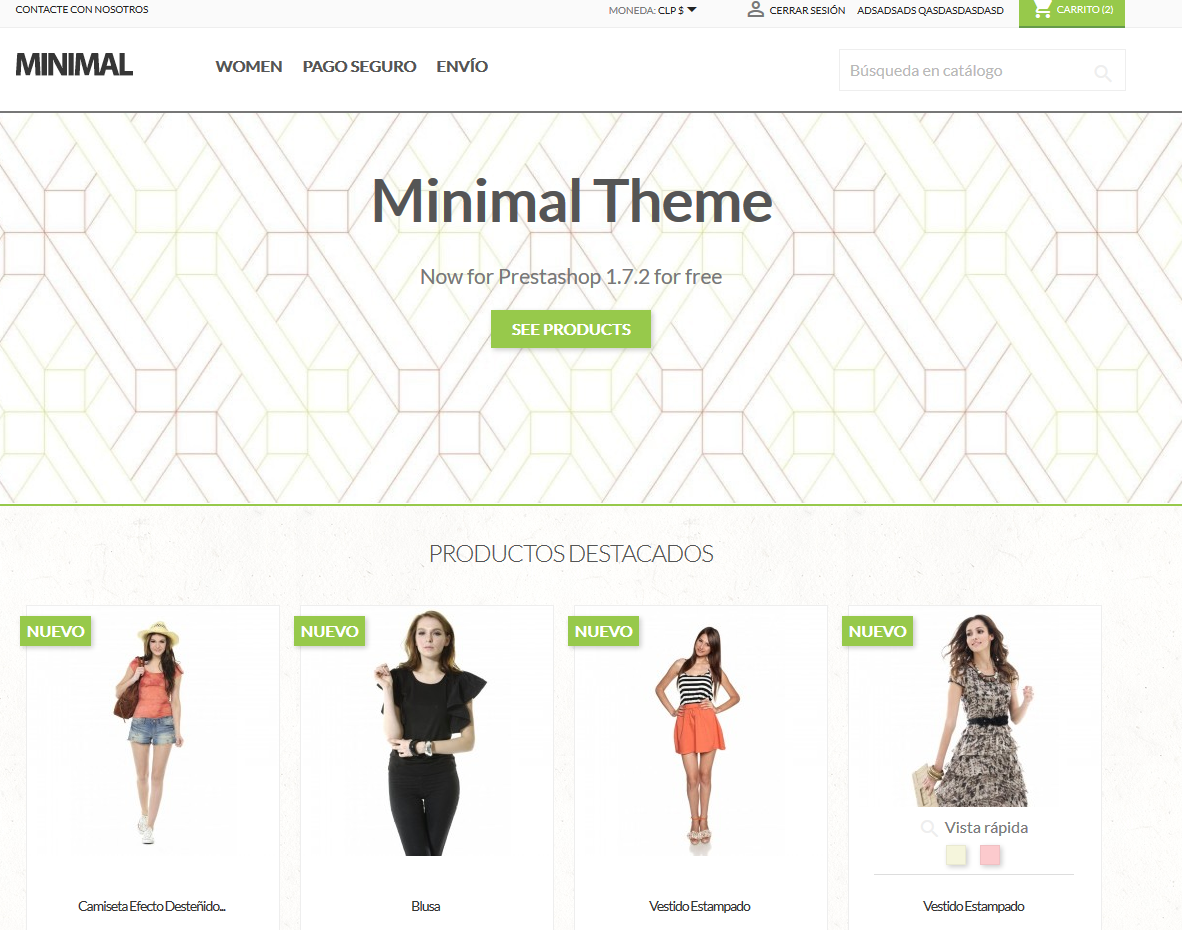 CONTACTE CON NOSOTROS
MONEDA: CLP $
CERRAR SESIÓN
ADSADSADS QASDASDASDASD
CARRITO (2)
MINIMAL
WOMEN
PAGO SEGURO
ENVÍO
Búsqueda en catálogo
Minimal Theme
Now for Prestashop 1.7.2 for free
SEE PRODUCTS
PRODUCTOS DESTACADOS
NUEVO
NUEVO
NUEVO
NUEVO
Vista rápida
Camiseta Efecto Desteñido...
Blusa
Vestido Estampado
Vestido Estampado